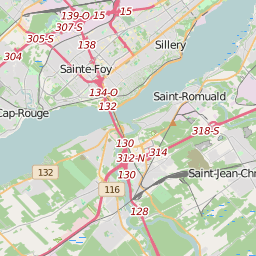 139-O 15
15
307-S
305-S
138
Sillery
304
Sainte-Foy
134-O
132
Saint-Romuald
Cap-Rouge
318-S
130
314
312-N
132
130
Saint-Jean-Chr
116
128